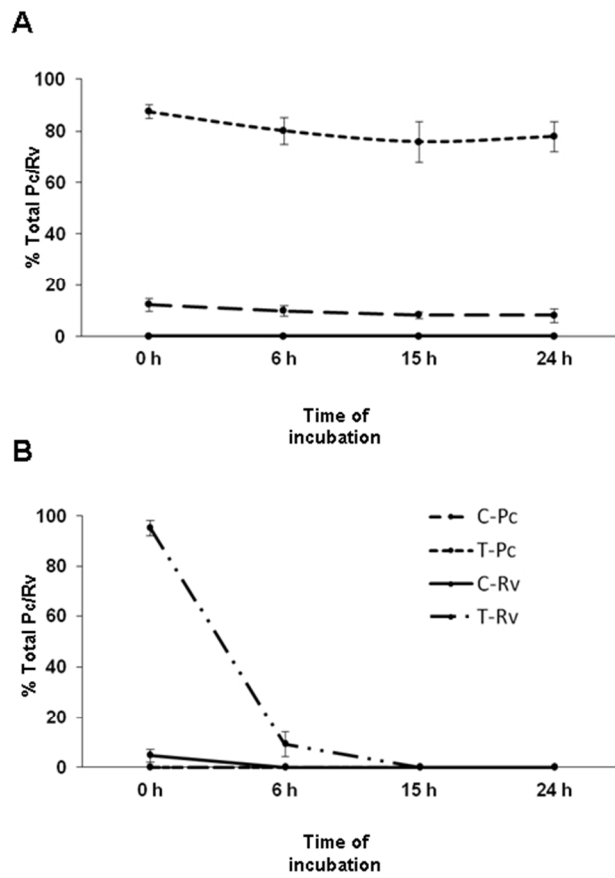 A
% Total Pc/Rv
100
80
60
40
20
0
0 h 6 h 15 h 24 h
Time of
incubation
B
% Total Pc/Rv
100
80
60
40
20
0
C-Pc
T-Pc
C-Rv
T-Rv
0 h 6 h 15 h 24 h
Time of
incubation